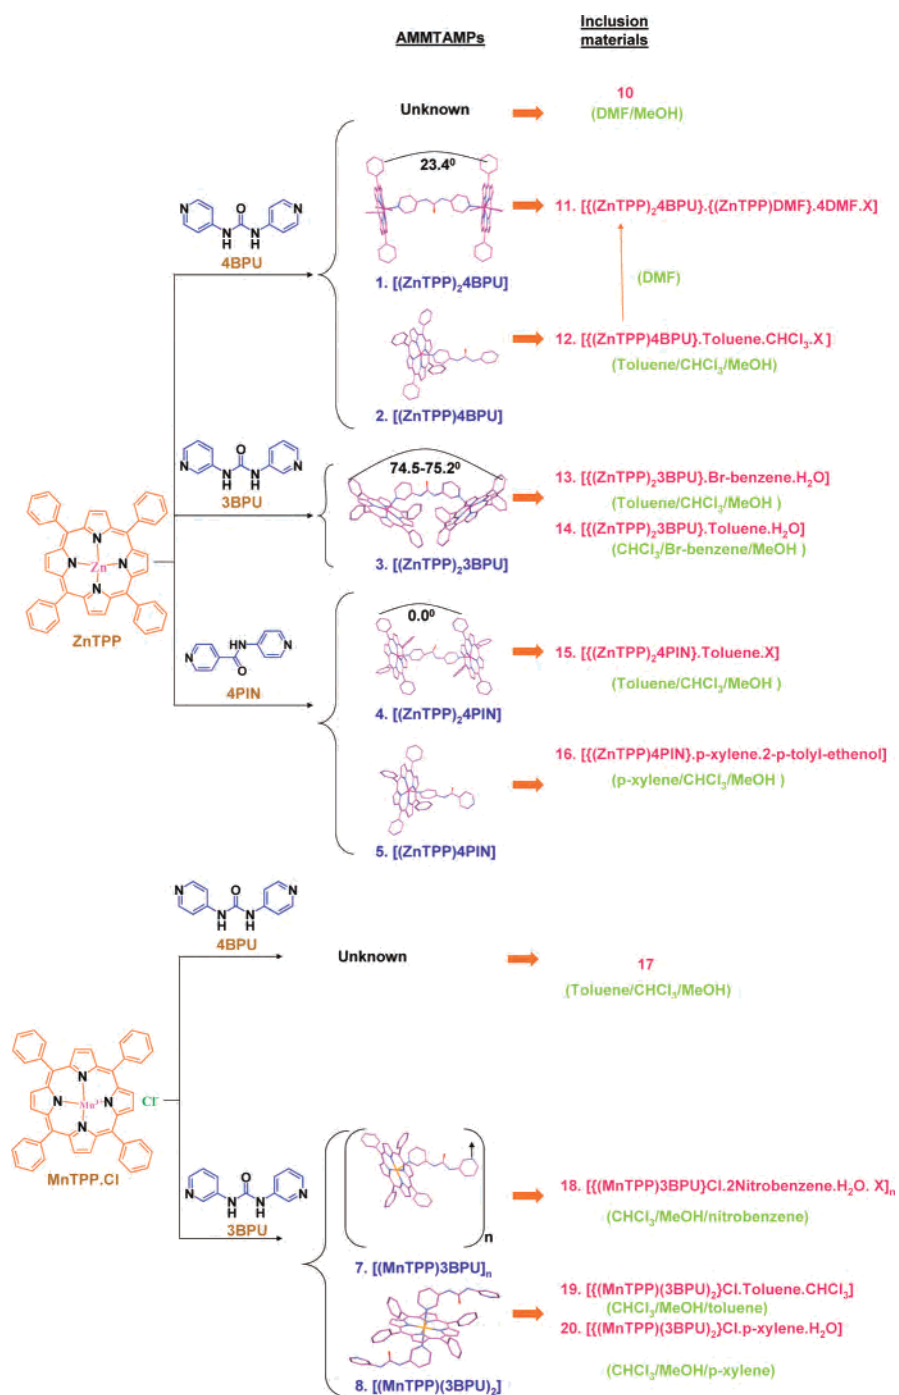 AMMTAMPs
Inclusion
materials
Unknown
10
(DMF/MeOH)
23.4⁰
N
O
N
N
H
N
H
4BPU
11. [{(ZnTPP)₂4BPU}.{(ZnTPP)DMF}.4DMF.X]
1. [(ZnTPP)₂4BPU]
(DMF)
12. [{(ZnTPP)4BPU}.Toluene.CHCl₃.X]
(Toluene/CHCl₃/MeOH)
2. [(ZnTPP)4BPU]
N
O
N
N
H
N
H
3BPU
74.5-75.2⁰
13. [{(ZnTPP)₂3BPU}.Br-benzene.H₂O]
(Toluene/CHCl₃/MeOH )
14. [{(ZnTPP)₂3BPU}.Toluene.H₂O]
(CHCl₃/Br-benzene/MeOH )
3. [(ZnTPP)₂3BPU]
N
N
Zn
N
N
ZnTPP
N
HN
N
O
4PIN
0.0⁰
15. [{(ZnTPP)₂4PIN}.Toluene.X]
(Toluene/CHCl₃/MeOH )
4. [(ZnTPP)₂4PIN]
16. [{(ZnTPP)4PIN}.p-xylene.2-p-tolyl-ethenol]
(p-xylene/CHCl₃/MeOH )
5. [(ZnTPP)4PIN]
N
O
N
N
H
N
H
4BPU
Unknown
17
(Toluene/CHCl₃/MeOH)
N
N
Mn³⁺
N
N
Cl⁻
MnTPP.Cl
N
O
N
N
H
N
H
3BPU
n
18. [{(MnTPP)3BPU}Cl.2Nitrobenzene.H₂O. X]ₙ
(CHCl₃/MeOH/nitrobenzene)
7. [(MnTPP)3BPU]ₙ
19. [{(MnTPP)(3BPU)₂}Cl.Toluene.CHCl₃]
(CHCl₃/MeOH/toluene)
20. [{(MnTPP)(3BPU)₂}Cl.p-xylene.H₂O]
(CHCl₃/MeOH/p-xylene)
8. [(MnTPP)(3BPU)₂]